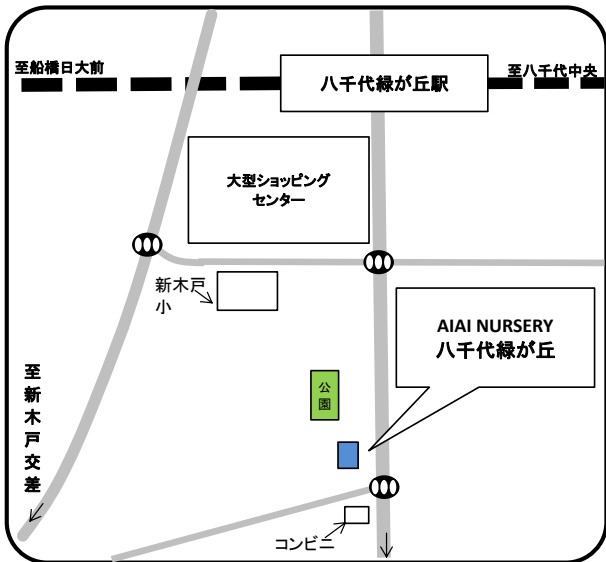 至船橋日大前
八千代緑が丘駅
至八千代中央
大型ショッピング
センター
新木戸
小
AIAI NURSERY
八千代緑が丘
公
園
至新木戸交差
コンビニ